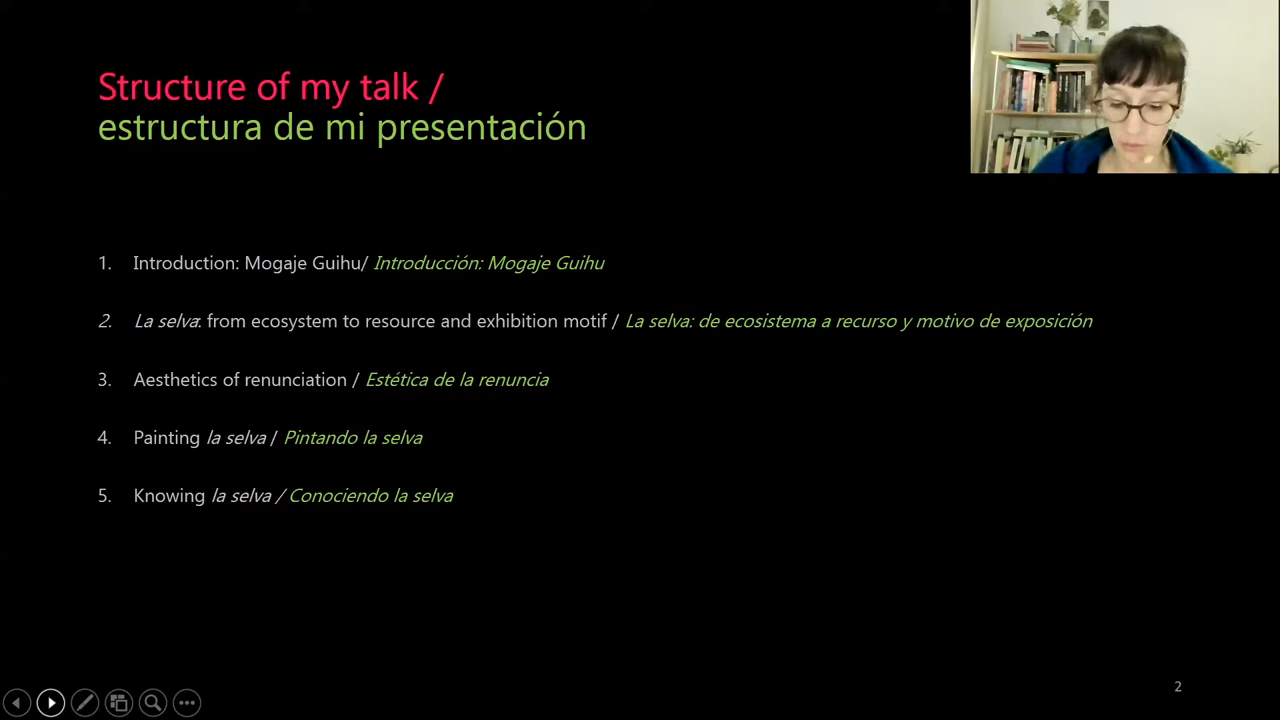 Structure of my talk /
estructura de mi presentación
1. Introduction: Mogaje Guihu/ Introducción: Mogaje Guihu
2. La selva: from ecosystem to resource and exhibition motif / La selva: de ecosistema a recurso y motivo de exposición
3. Aesthetics of renunciation / Estética de la renuncia
4. Painting la selva / Pintando la selva
5. Knowing la selva / Conociendo la selva
2